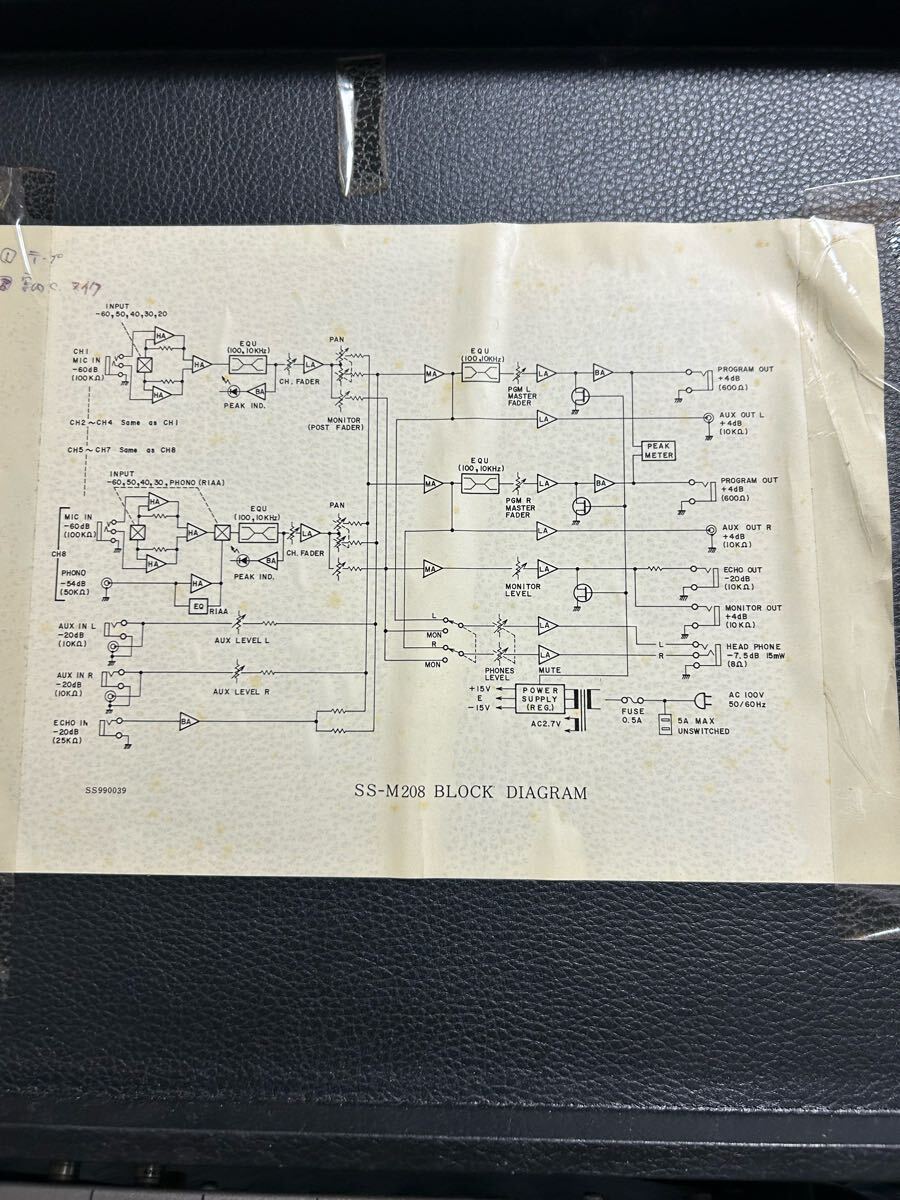 ① テープ
INPUT
-60,50,40,30,20
CH1
MIC IN
-60dB
(100KΩ)
HA
HA
HA
EQU
(100,10KHz)
BA
PEAK IND.
CH. FADER
LA
PAN
MONITOR
(POST FADER)
CH2~CH4 Same as CH1
CH5~CH7 Same as CH8
INPUT
-60,50,40,30,PHONO(RIAA)
MIC IN
-60dB
(100KΩ)
CH8
PHONO
-54dB
(50KΩ)
HA
HA
HA
HA
EQ
RIAA
EQU
(100,10KHz)
BA
PEAK IND.
CH. FADER
LA
PAN
AUX IN L
-20dB
(10KΩ)
AUX LEVEL L
AUX IN R
-20dB
(10KΩ)
AUX LEVEL R
ECHO IN
-20dB
(25KΩ)
BA
MA
EQU
(100,10KHz)
PGM L
MASTER
FADER
LA
BA
LA
PROGRAM OUT
+4dB
(600Ω)
AUX OUT L
+4dB
(10KΩ)
PEAK
METER
MA
EQU
(100,10KHz)
PGM R
MASTER
FADER
LA
BA
LA
PROGRAM OUT
+4dB
(600Ω)
AUX OUT R
+4dB
(10KΩ)
MA
MONITOR
LEVEL
LA
ECHO OUT
-20dB
(10KΩ)
MONITOR OUT
+4dB
(10KΩ)
L
MON
R
MON
PHONES
LEVEL
LA
LA
MUTE
L
R
HEAD PHONE
-7.5dB 15mW
(8Ω)
+15V
E
-15V
POWER
SUPPLY
(REG.)
AC2.7V
FUSE
0.5A
5A MAX
UNSWITCHED
AC 100V
50/60Hz
SS990039
SS-M208 BLOCK DIAGRAM